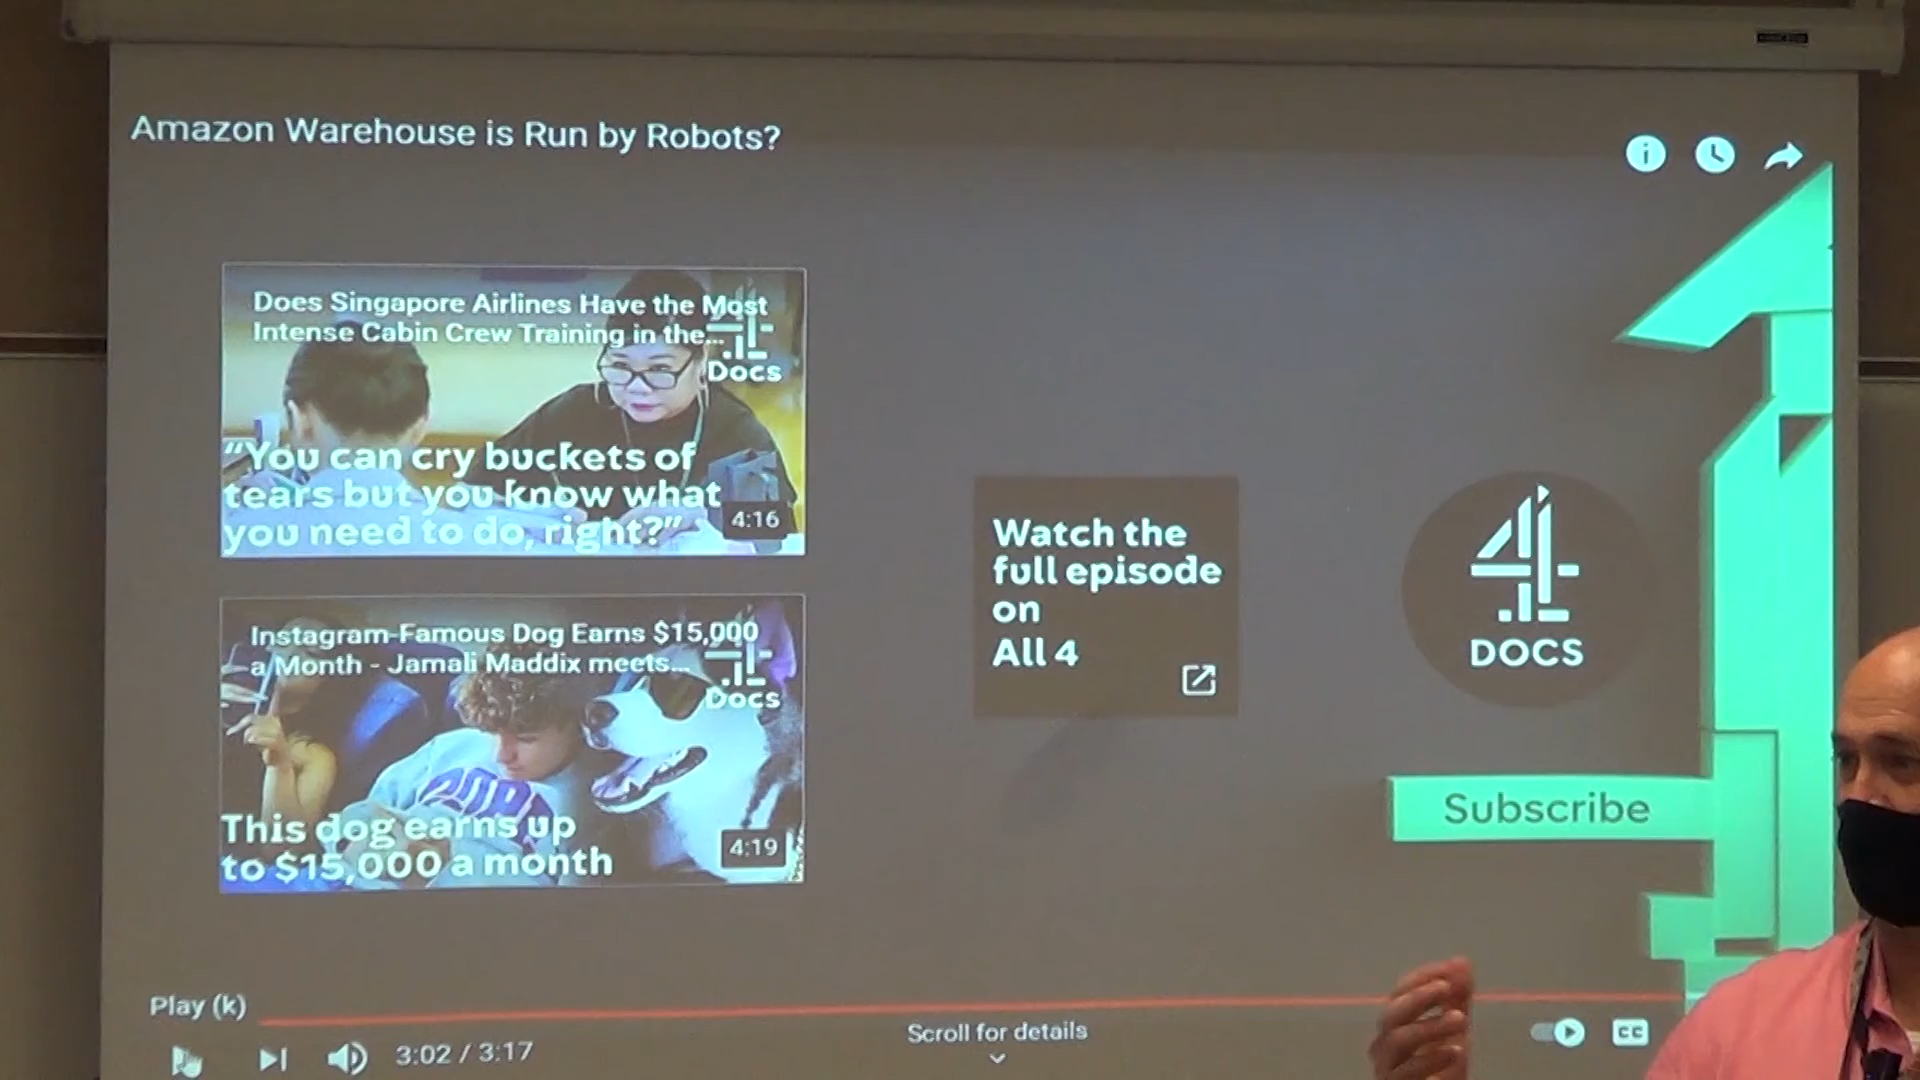 Amazon Warehouse is Run by Robots?
Does Singapore Airlines Have the Most
Intense Cabin Crew Training in the...
Docs
“You can cry buckets of
tears but you know what
you need to do, right?”
4:16
Instagram-Famous Dog Earns $15,000
a Month - Jamali Maddix meets...
Docs
This dog earns up
to $15,000 a month
4:19
Watch the
full episode
on
All 4
4
DOCS
Subscribe
Play (k)
Scroll for details
3:02 / 3:17
CC